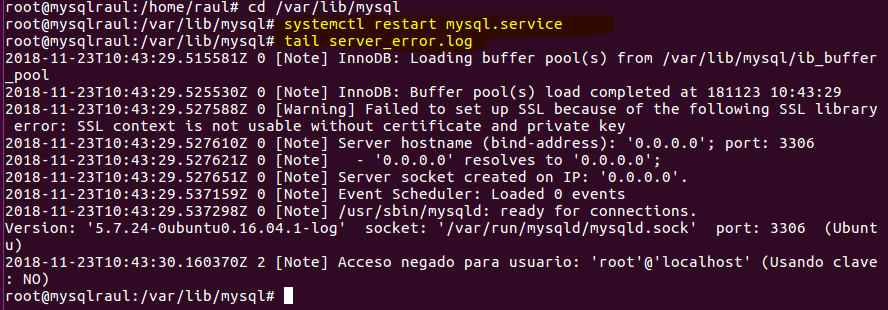 root@mysqlraul:/home/raul# cd /var/lib/mysql
root@mysqlraul:/var/lib/mysql# systemctl restart mysql.service
root@mysqlraul:/var/lib/mysql# tail server_error.log
2018-11-23T10:43:29.515581Z 0 [Note] InnoDB: Loading buffer pool(s) from /var/lib/mysql/ib_buffer
_pool
2018-11-23T10:43:29.525530Z 0 [Note] InnoDB: Buffer pool(s) load completed at 181123 10:43:29
2018-11-23T10:43:29.527588Z 0 [Warning] Failed to set up SSL because of the following SSL library
 error: SSL context is not usable without certificate and private key
2018-11-23T10:43:29.527610Z 0 [Note] Server hostname (bind-address): '0.0.0.0'; port: 3306
2018-11-23T10:43:29.527621Z 0 [Note]   - '0.0.0.0' resolves to '0.0.0.0';
2018-11-23T10:43:29.527651Z 0 [Note] Server socket created on IP: '0.0.0.0'.
2018-11-23T10:43:29.537159Z 0 [Note] Event Scheduler: Loaded 0 events
2018-11-23T10:43:29.537298Z 0 [Note] /usr/sbin/mysqld: ready for connections.
Version: '5.7.24-0ubuntu0.16.04.1-log'  socket: '/var/run/mysqld/mysqld.sock'  port: 3306  (Ubunt
u)
2018-11-23T10:43:30.160370Z 2 [Note] Acceso negado para usuario: 'root'@'localhost' (Usando clave
: NO)
root@mysqlraul:/var/lib/mysql#